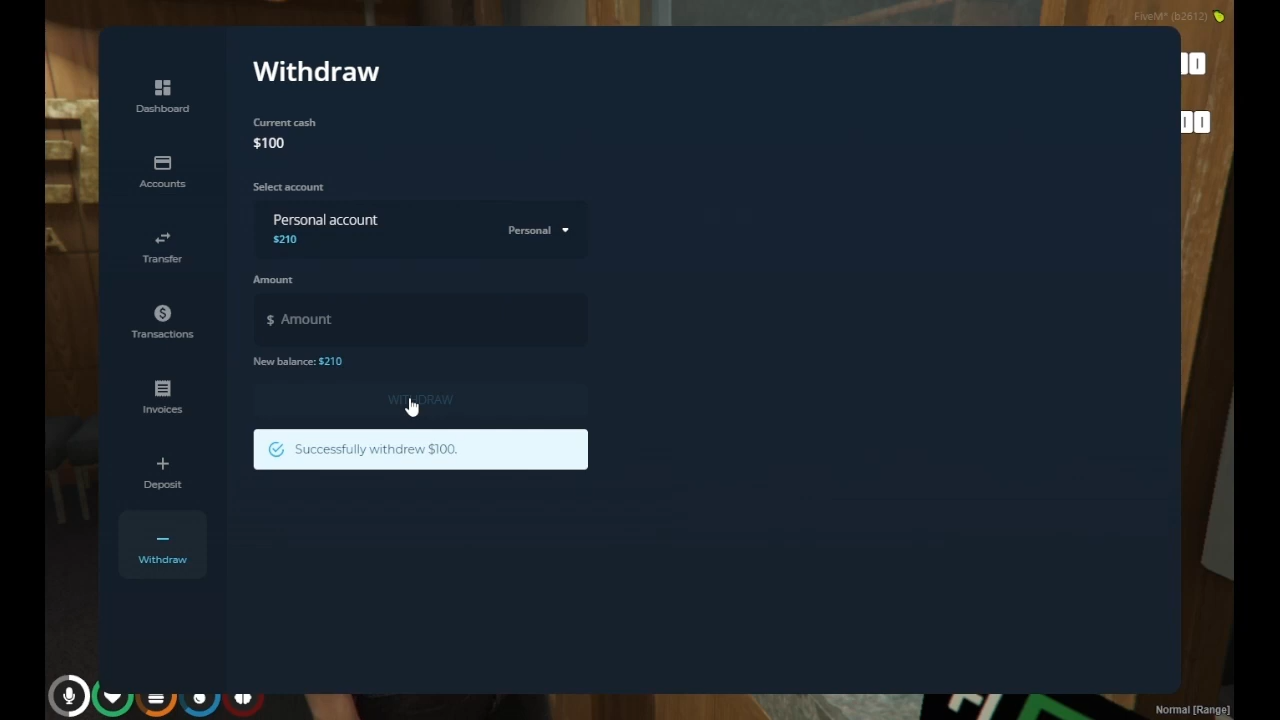 FiveM* (b2612)
Withdraw
Dashboard
Accounts
Transfer
Transactions
Invoices
Deposit
Withdraw
Current cash
$100
Select account
Personal account
$210
Personal
Amount
$ Amount
New balance: $210
WITHDRAW
Successfully withdrew $100.
Normal [Range]